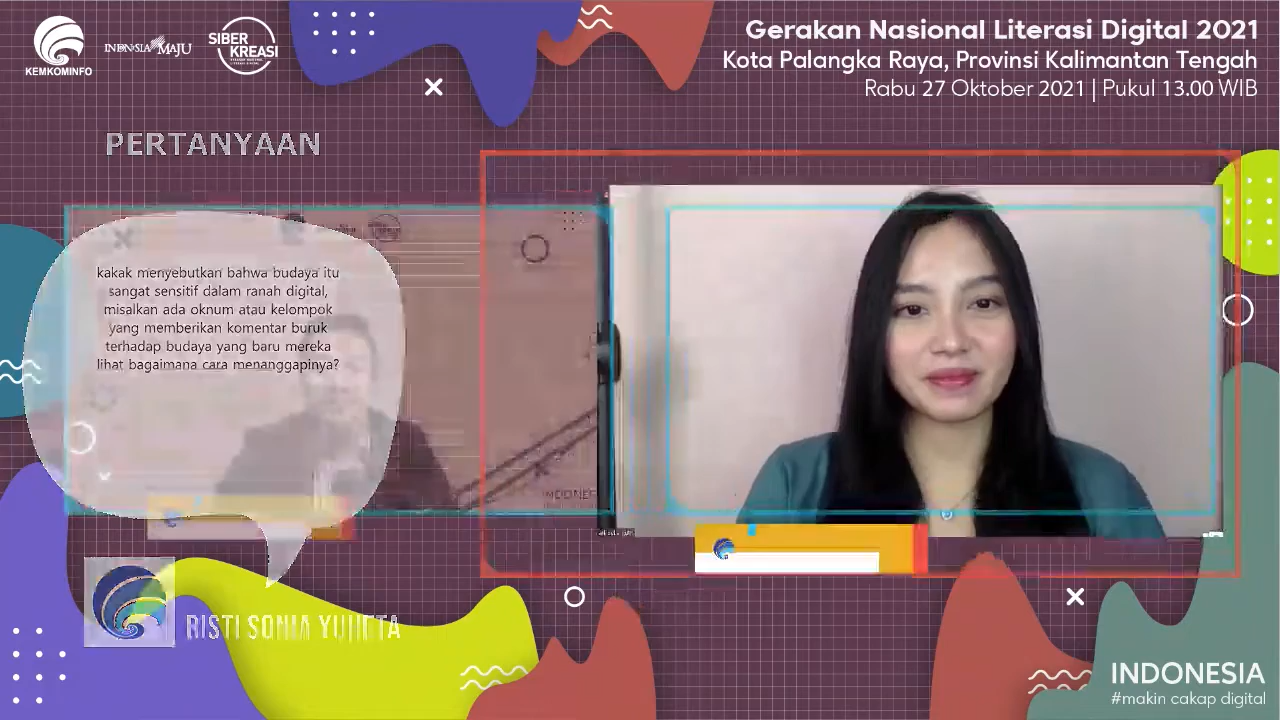 KEMKOMINFO
INDONESIA MAJU
SIBER
KREASI
Gerakan Nasional Literasi Digital 2021
Kota Palangka Raya, Provinsi Kalimantan Tengah
Rabu 27 Oktober 2021 | Pukul 13.00 WIB
PERTANYAAN
kakak menyebutkan bahwa budaya itu
sangat sensitif dalam ranah digital,
misalkan ada oknum atau kelompok
yang memberikan komentar buruk
terhadap budaya yang baru mereka
lihat bagaimana cara menanggapinya?
RISTI SONIA
INDONESIA
#makin cakap digital